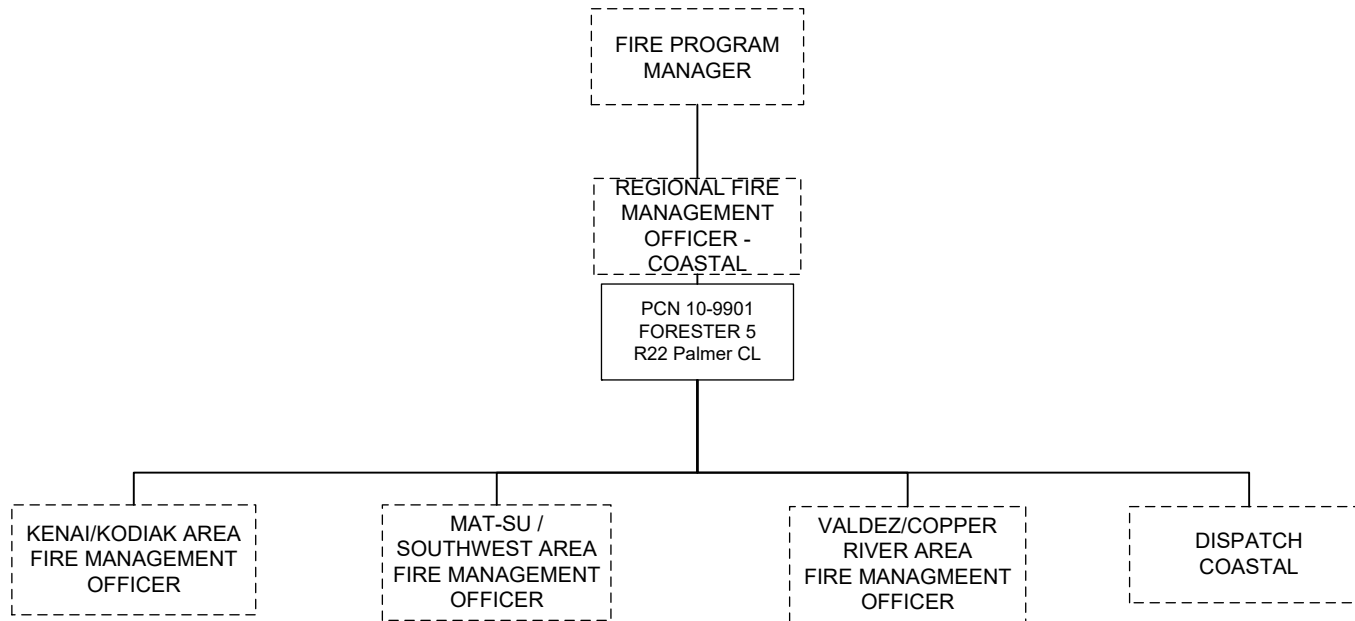 FIRE PROGRAM
MANAGER
REGIONAL FIRE
MANAGEMENT
OFFICER -
COASTAL
PCN 10-9901
FORESTER 5
R22 Palmer CL
KENAI/KODIAK AREA
FIRE MANAGEMENT
OFFICER
MAT-SU /
SOUTHWEST AREA
FIRE MANAGEMENT
OFFICER
VALDEZ/COPPER
RIVER AREA
FIRE MANAGMEENT
OFFICER
DISPATCH
COASTAL